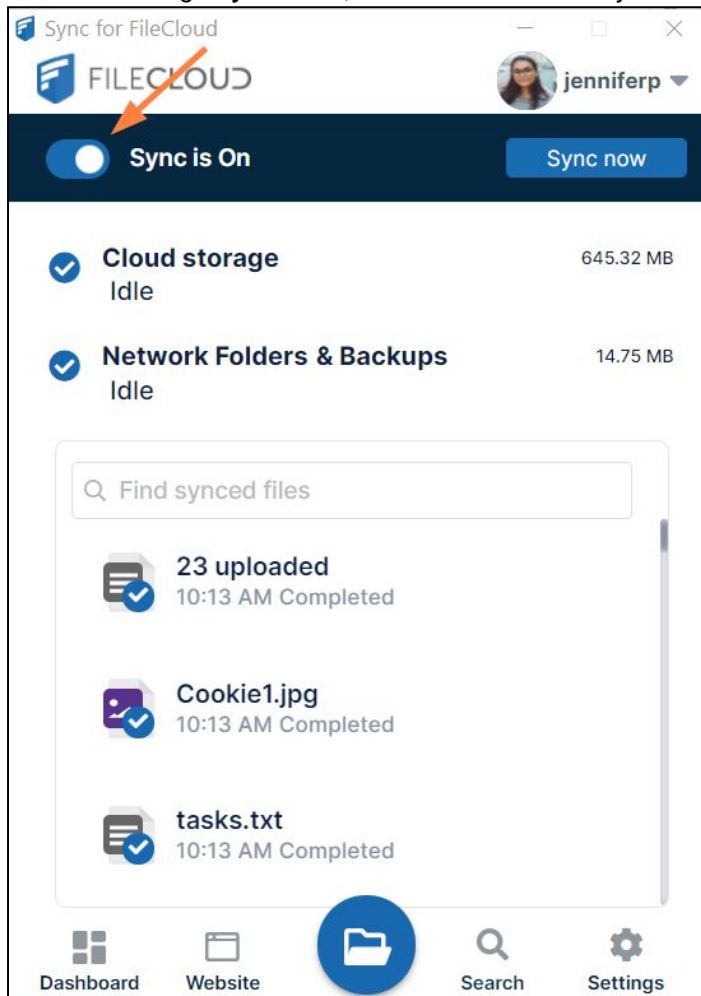 Sync for FileCloud
FILECLOUD
jenniferp
Sync is On
Sync now
Cloud storage
645.32 MB
Idle
Network Folders & Backups
14.75 MB
Idle
Find synced files
23 uploaded
10:13 AM Completed
Cookie1.jpg
10:13 AM Completed
tasks.txt
10:13 AM Completed
Dashboard
Website
Search
Settings